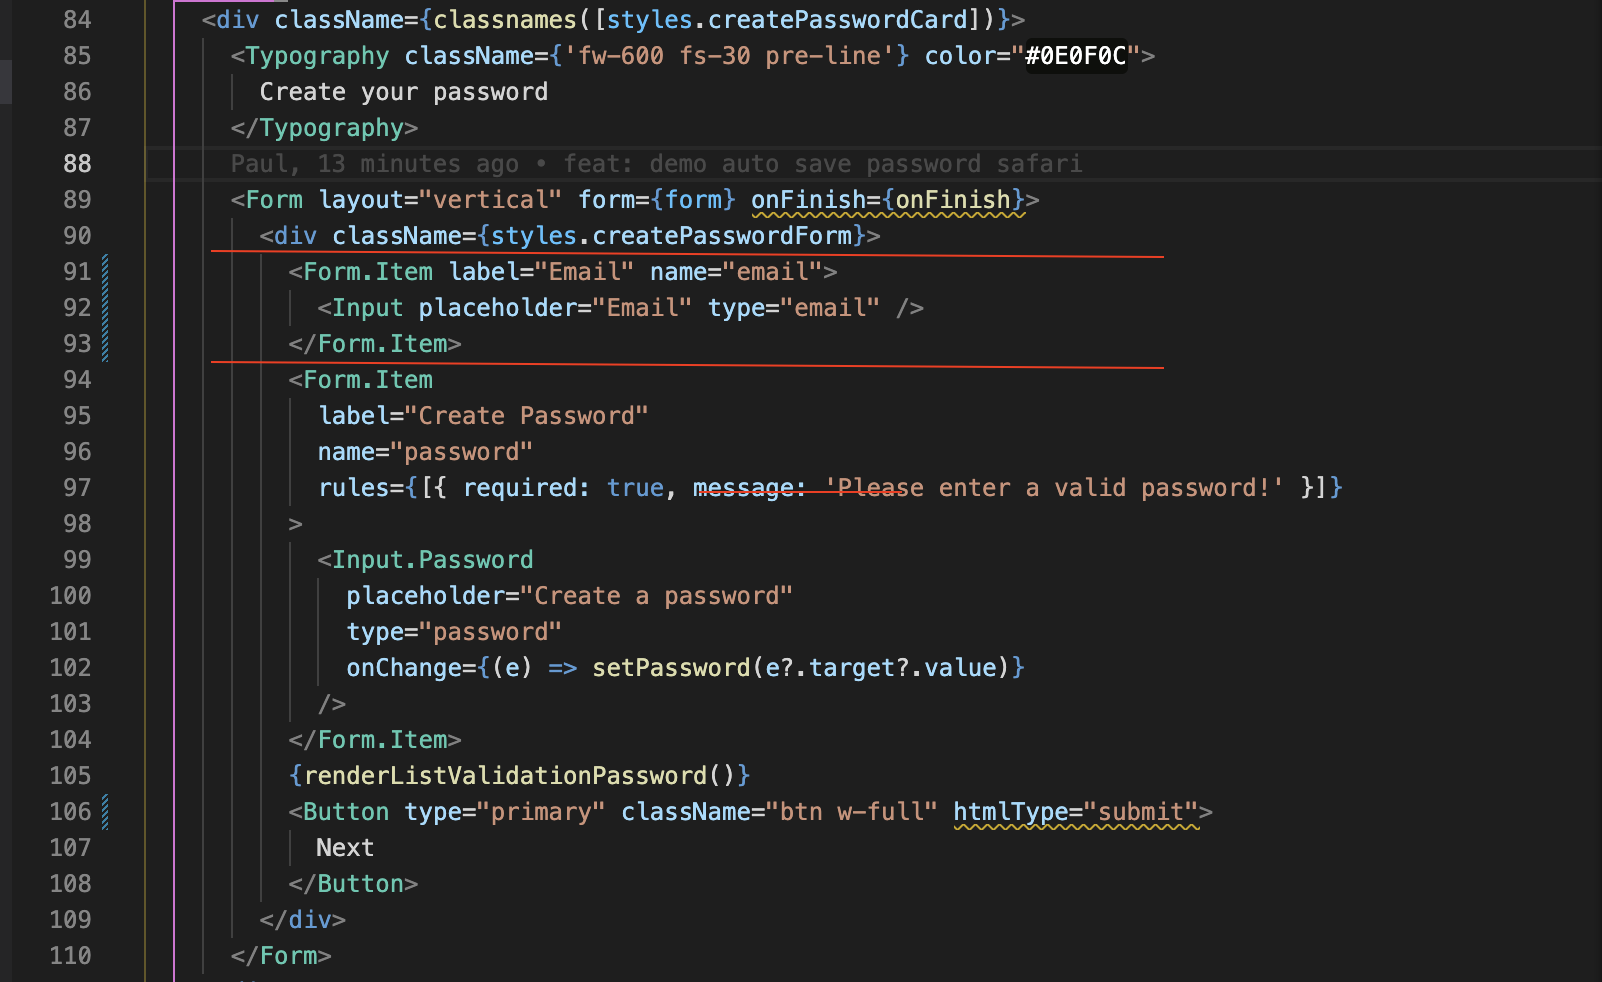 84 <div className={classnames([styles.createPasswordCard])}>
85 <Typography className={'fw-600 fs-30 pre-line'} color="#0E0F0C">
86 Create your password
87 </Typography>
88 Paul, 13 minutes ago • feat: demo auto save password safari
89 <Form layout="vertical" form={form} onFinish={onFinish}>
90 <div className={styles.createPasswordForm}>
91 <Form.Item label="Email" name="email">
92 <Input placeholder="Email" type="email" />
93 </Form.Item>
94 <Form.Item
95 label="Create Password"
96 name="password"
97 rules={[{ required: true, message: 'Please enter a valid password!' }]}
98 >
99 <Input.Password
100 placeholder="Create a password"
101 type="password"
102 onChange={(e) => setPassword(e?.target?.value)}
103 />
104 </Form.Item>
105 {renderListValidationPassword()}
106 <Button type="primary" className="btn w-full" htmlType="submit">
107 Next
108 </Button>
109 </div>
110 </Form>